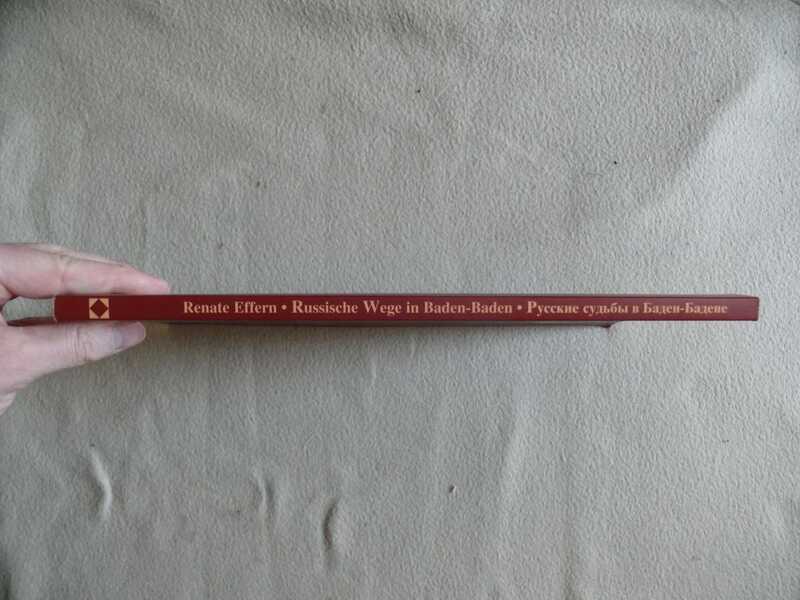 Renate Effern • Russische Wege in Baden-Baden • Русские судьбы в Баден-Бадене